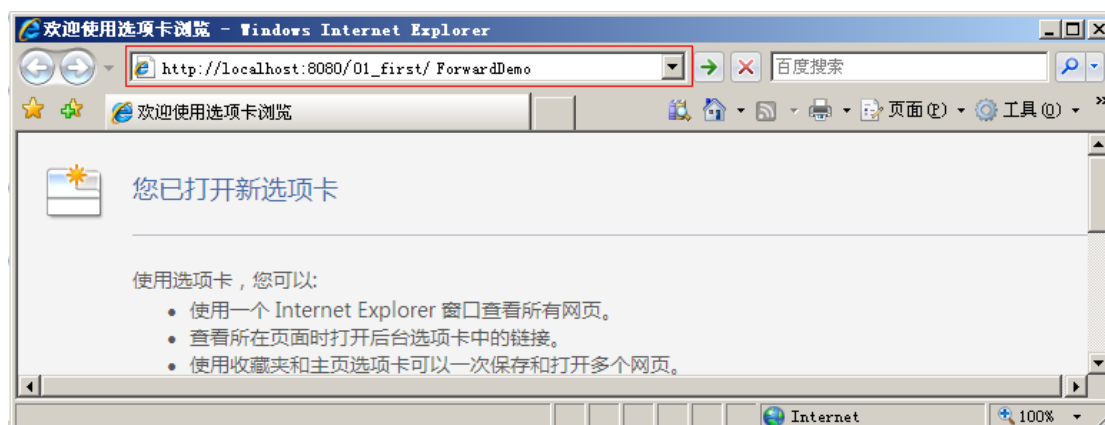 欢迎使用选项卡浏览 - Windows Internet Explorer
http://localhost:8080/01_first/ ForwardDemo
百度搜索
欢迎使用选项卡浏览
页面(P)
工具(O)
»
您已打开新选项卡
使用选项卡，您可以:
• 使用一个 Internet Explorer 窗口查看所有网页。
• 查看所在页面时打开后台选项卡中的链接。
• 使用收藏夹和主页选项卡可以一次保存和打开多个网页。
Internet
100%